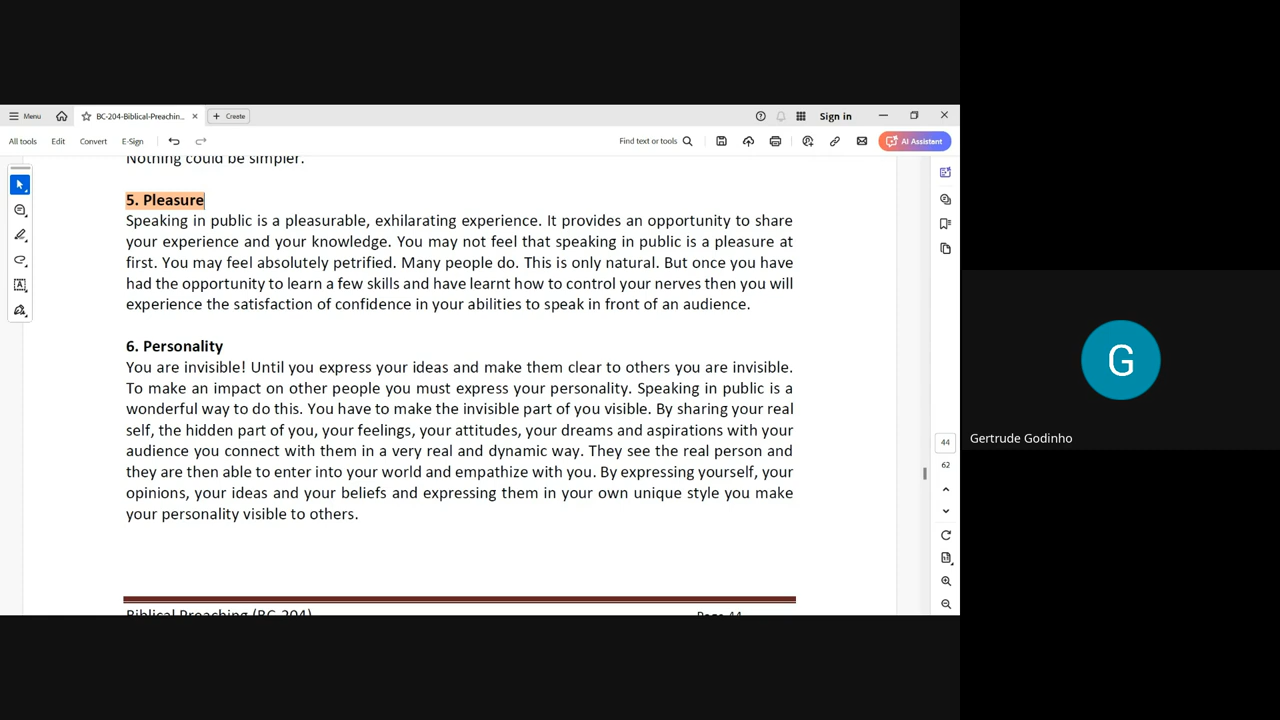 Menu
BC-204-Biblical-Preachin...
Create
Sign in
All tools
Edit
Convert
E-Sign
Find text or tools
AI Assistant
Nothing could be simpler.
5. Pleasure
Speaking in public is a pleasurable, exhilarating experience. It provides an opportunity to share
your experience and your knowledge. You may not feel that speaking in public is a pleasure at
first. You may feel absolutely petrified. Many people do. This is only natural. But once you have
had the opportunity to learn a few skills and have learnt how to control your nerves then you will
experience the satisfaction of confidence in your abilities to speak in front of an audience.
6. Personality
You are invisible! Until you express your ideas and make them clear to others you are invisible.
To make an impact on other people you must express your personality. Speaking in public is a
wonderful way to do this. You have to make the invisible part of you visible. By sharing your real
self, the hidden part of you, your feelings, your attitudes, your dreams and aspirations with your
audience you connect with them in a very real and dynamic way. They see the real person and
they are then able to enter into your world and empathize with you. By expressing yourself, your
opinions, your ideas and your beliefs and expressing them in your own unique style you make
your personality visible to others.
Biblical Preaching (BC-204)
Page 44
44
62
G
Gertrude Godinho